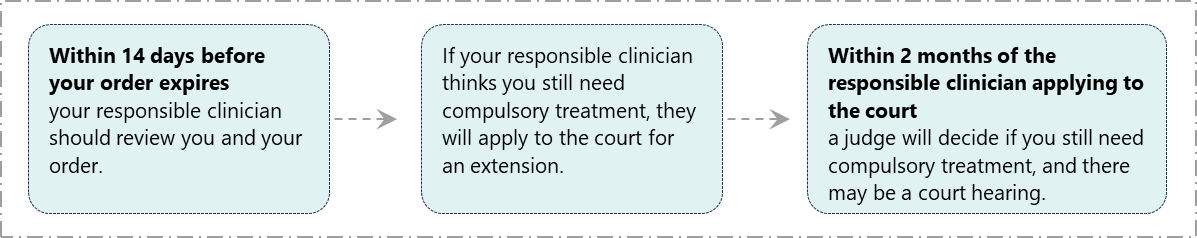 Within 14 days before
your order expires
your responsible clinician
should review you and your
order.
If your responsible clinician
thinks you still need
compulsory treatment, they
will apply to the court for
an extension.
Within 2 months of the
responsible clinician applying to
the court
a judge will decide if you still need
compulsory treatment, and there
may be a court hearing.